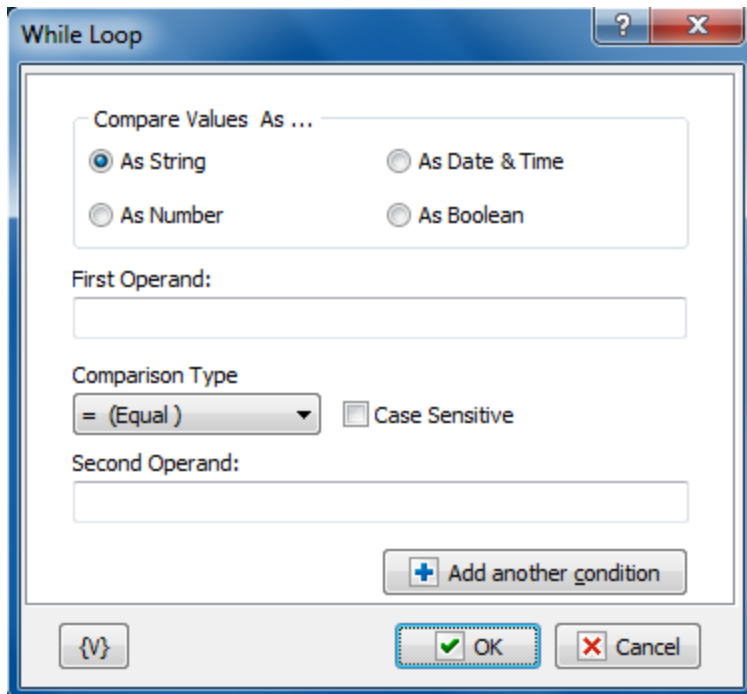 While Loop
?
Compare Values As ...
As String
As Date & Time
As Number
As Boolean
First Operand:
Comparison Type
= (Equal )
Case Sensitive
Second Operand:
Add another condition
{V}
OK
Cancel